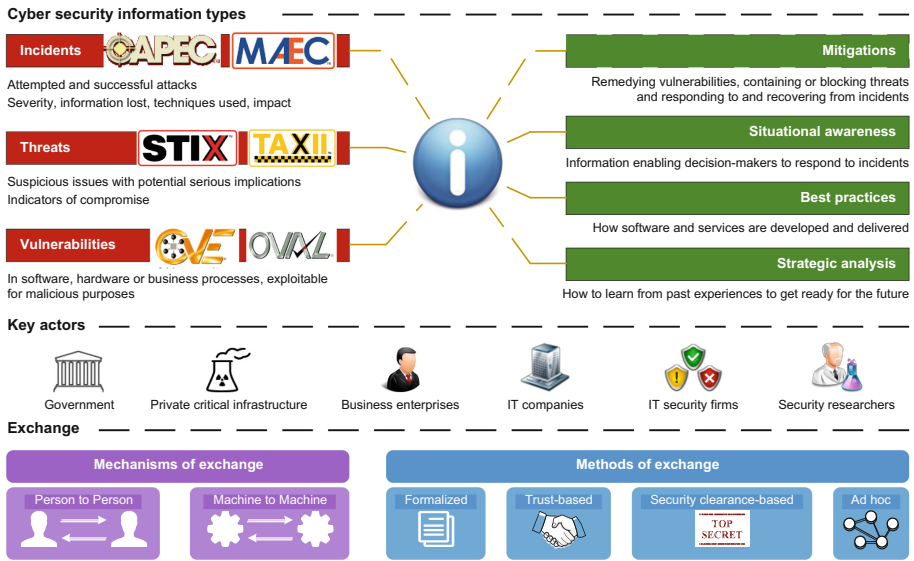 Cyber security information types
Incidents
CAPEC
MAEC
Attempted and successful attacks
Severity, information lost, techniques used, impact
Threats
STIX
TAXII
Suspicious issues with potential serious implications
Indicators of compromise
Vulnerabilities
CVE
OVAL
In software, hardware or business processes, exploitable
for malicious purposes
i
Mitigations
Remedying vulnerabilities, containing or blocking threats
and responding to and recovering from incidents
Situational awareness
Information enabling decision-makers to respond to incidents
Best practices
How software and services are developed and delivered
Strategic analysis
How to learn from past experiences to get ready for the future
Key actors
Government
Private critical infrastructure
Business enterprises
IT companies
IT security firms
Security researchers
Exchange
Mechanisms of exchange
Person to Person
Machine to Machine
Methods of exchange
Formalized
Trust-based
Security clearance-based
TOP
SECRET
Ad hoc